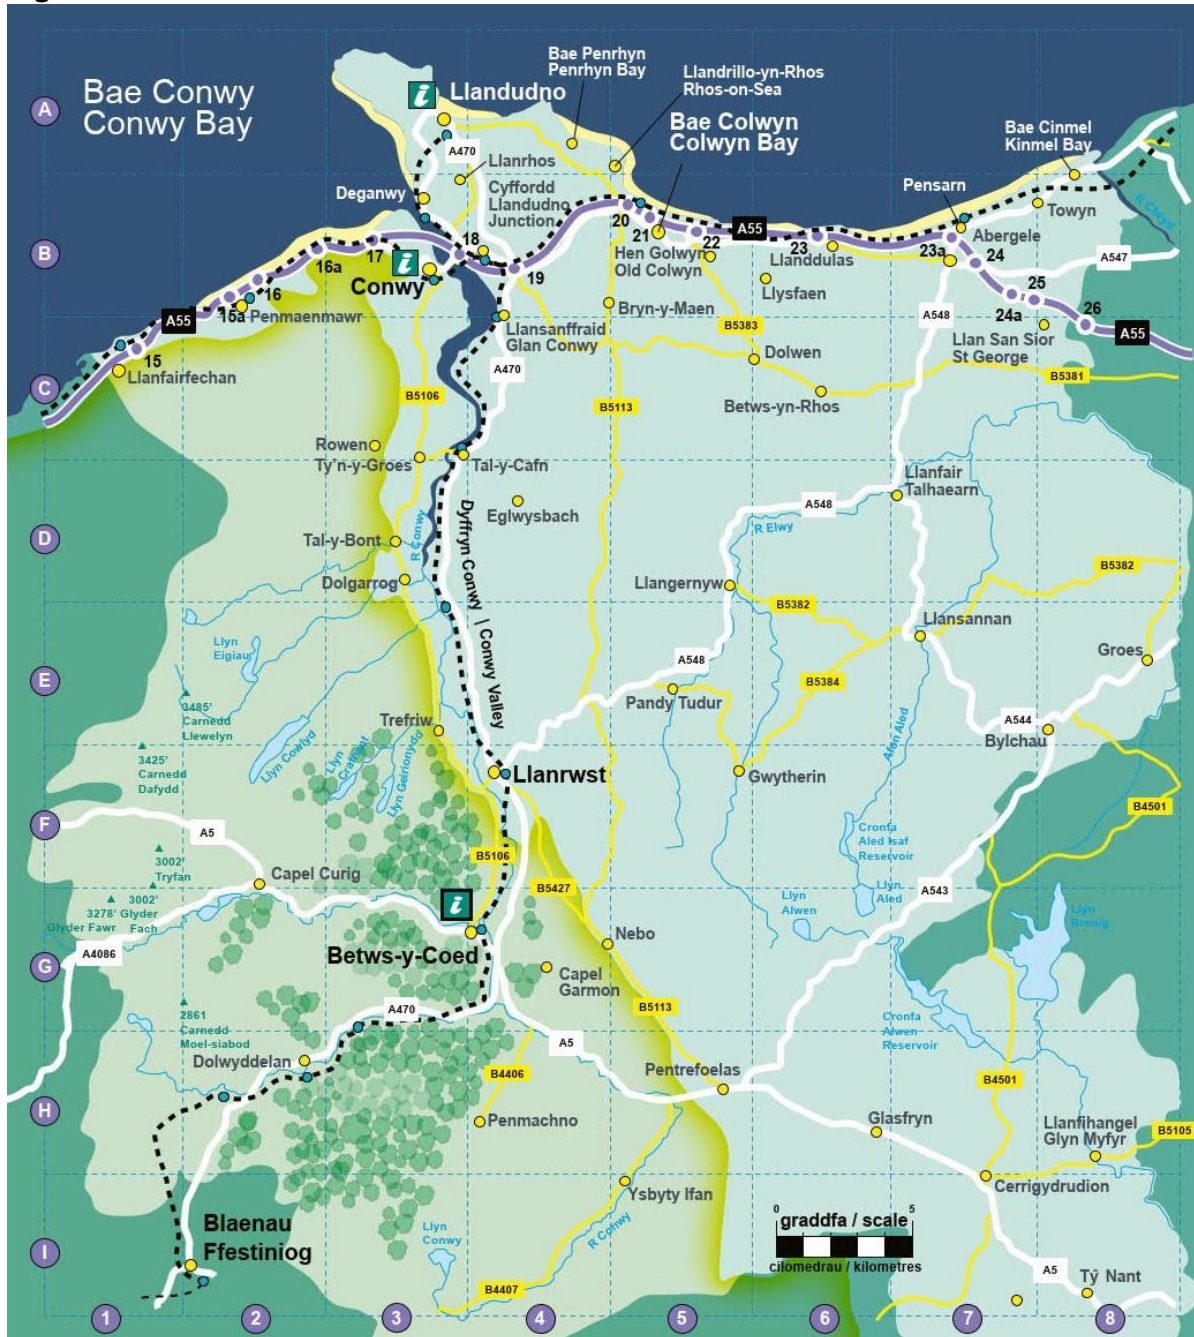 Bae Conwy
Conwy Bay
Bae Penrhyn
Penrhyn Bay
Llandrillo-yn-Rhos
Rhos-on-Sea
Bae Colwyn
Colwyn Bay
Bae Cinmel
Kinmel Bay
A
i
Llandudno
A470
Llanrhos
Deganwy
Cyffordd
Llandudno
Junction
Pensarn
Towyn
R Clwyd
B
16a
17
i
18
19
20
21
22
A55
23
23a
24
Abergele
A547
Conwy
Hen Golwyn
Old Colwyn
Llanddulas
Llysfaen
25
24a
26
A55
16
15a
Penmaenmawr
A55
15
Llanfairfechan
Llansanffraid
Glan Conwy
Bryn-y-Maen
B5383
A548
Llan San Sior
St George
Dolwen
A470
C
B5106
B5113
Betws-yn-Rhos
B5381
Rowen
Ty'n-y-Groes
Tal-y-Cafn
Llanfair
Talhaearn
Eglwysbach
A548
R Elwy
D
Tal-y-Bont
R Conwy
Dyffryn Conwy | Conwy Valley
Dolgarrog
Llangernyw
B5382
B5382
Llansannan
Llyn
Eigiau
Groes
E
A548
B5384
Pandy Tudur
3485'
Carnedd
Llewelyn
Trefriw
Afon Aled
A544
Bylchau
3425'
Carnedd
Dafydd
Llyn Cowlyd
Llyn
Crafnant
Llyn Geirionydd
Llanrwst
Gwytherin
B4501
F
A5
Cronfa
Aled Isaf
Reservoir
3002'
Tryfan
Capel Curig
B5106
B5427
3002'
Glyder
Fach
3278'
Glyder Fawr
i
Llyn
Alwen
Llyn
Aled
A543
Llyn
Brenig
A4086
G
Betws-y-Coed
Nebo
Capel
Garmon
2861
Carnedd
Moel-siabod
A470
B5113
Cronfa
Alwen
Reservoir
Dolwyddelan
A5
B4406
Pentrefoelas
B4501
H
Penmachno
Glasfryn
Llanfihangel
Glyn Myfyr
B5105
Ysbyty Ifan
Cerrigydrudion
Blaenau
Ffestiniog
Llyn
Conwy
R Conwy
0 5
graddfa / scale
cilomedrau / kilometres
I
B4407
A5
Tŷ Nant
1 2 3 4 5 6 7 8